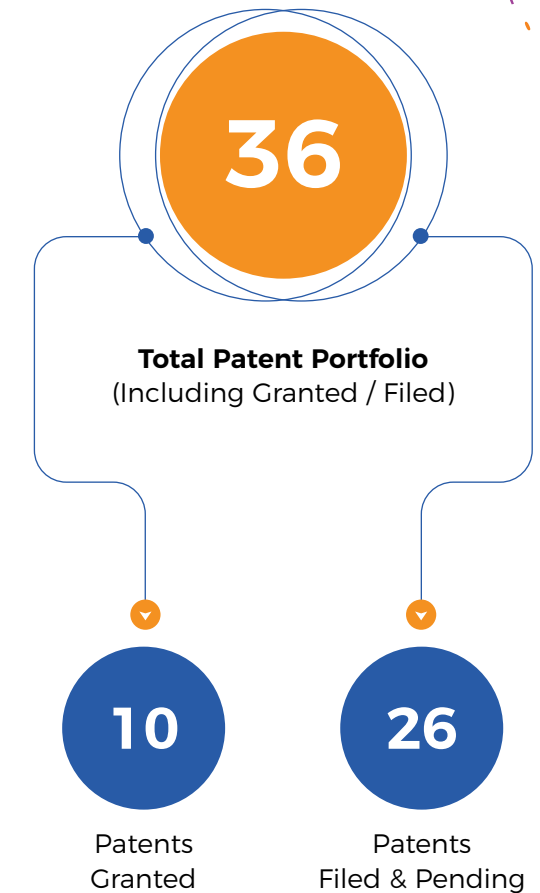 36
Total Patent Portfolio
(Including Granted / Filed)
10
Patents
Granted
26
Patents
Filed & Pending